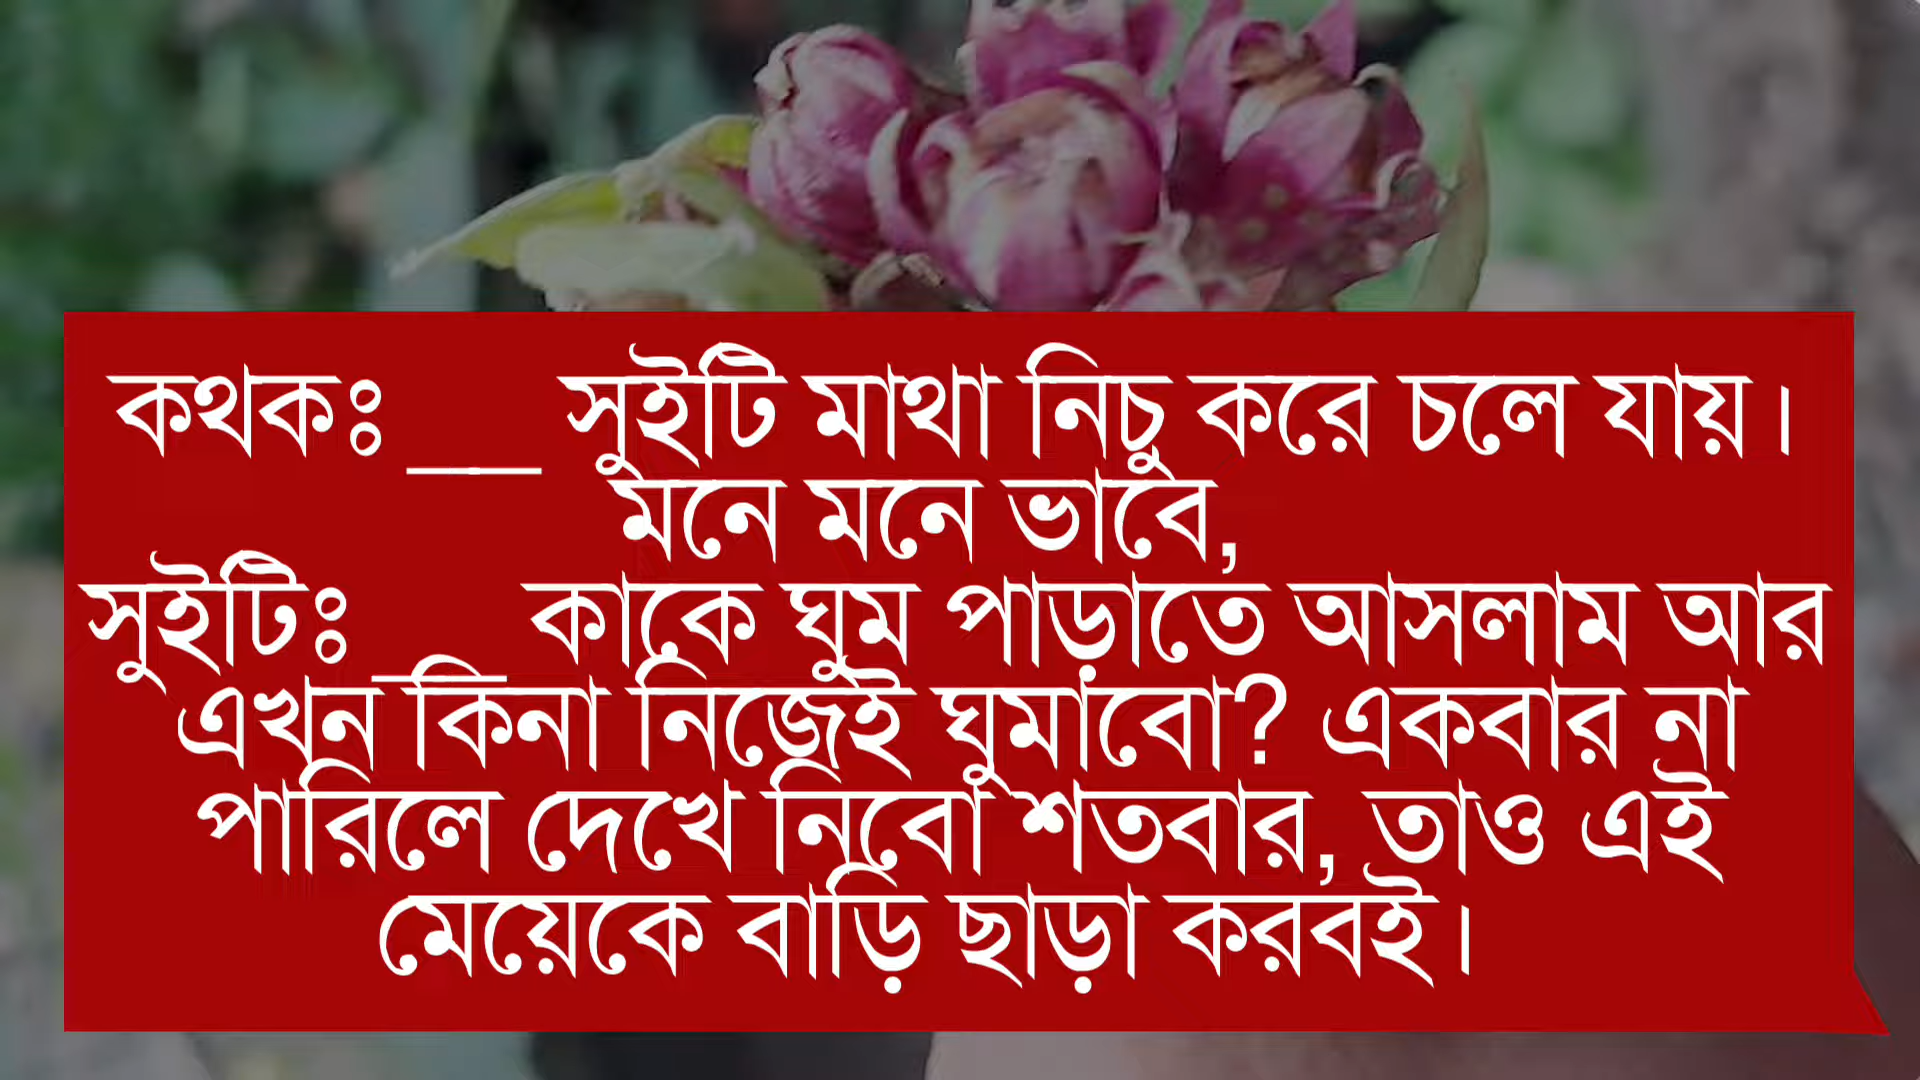 কথকঃ__ সুইটি মাথা নিচু করে চলে যায়।
মনে মনে ভাবে,
সুইটিঃ__ কাকে ঘুম পাড়াতে আসলাম আর
এখন কিনা নিজেই ঘুমাবো? একবার না
পারিলে দেখে নিবো শতবার, তাও এই
মেয়েকে বাড়ি ছাড়া করবই।